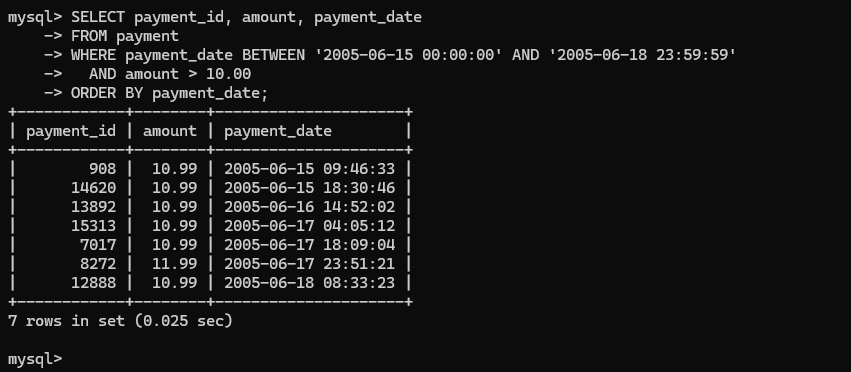 mysql> SELECT payment_id, amount, payment_date
    -> FROM payment
    -> WHERE payment_date BETWEEN '2005-06-15 00:00:00' AND '2005-06-18 23:59:59'
    ->   AND amount > 10.00
    -> ORDER BY payment_date;
+------------+--------+---------------------+
| payment_id | amount | payment_date        |
+------------+--------+---------------------+
|        908 |  10.99 | 2005-06-15 09:46:33 |
|      14620 |  10.99 | 2005-06-15 18:30:46 |
|      13892 |  10.99 | 2005-06-16 14:52:02 |
|      15313 |  10.99 | 2005-06-17 04:05:12 |
|       7017 |  10.99 | 2005-06-17 18:09:04 |
|       8272 |  11.99 | 2005-06-17 23:51:21 |
|      12888 |  10.99 | 2005-06-18 08:33:23 |
+------------+--------+---------------------+
7 rows in set (0.025 sec)

mysql>